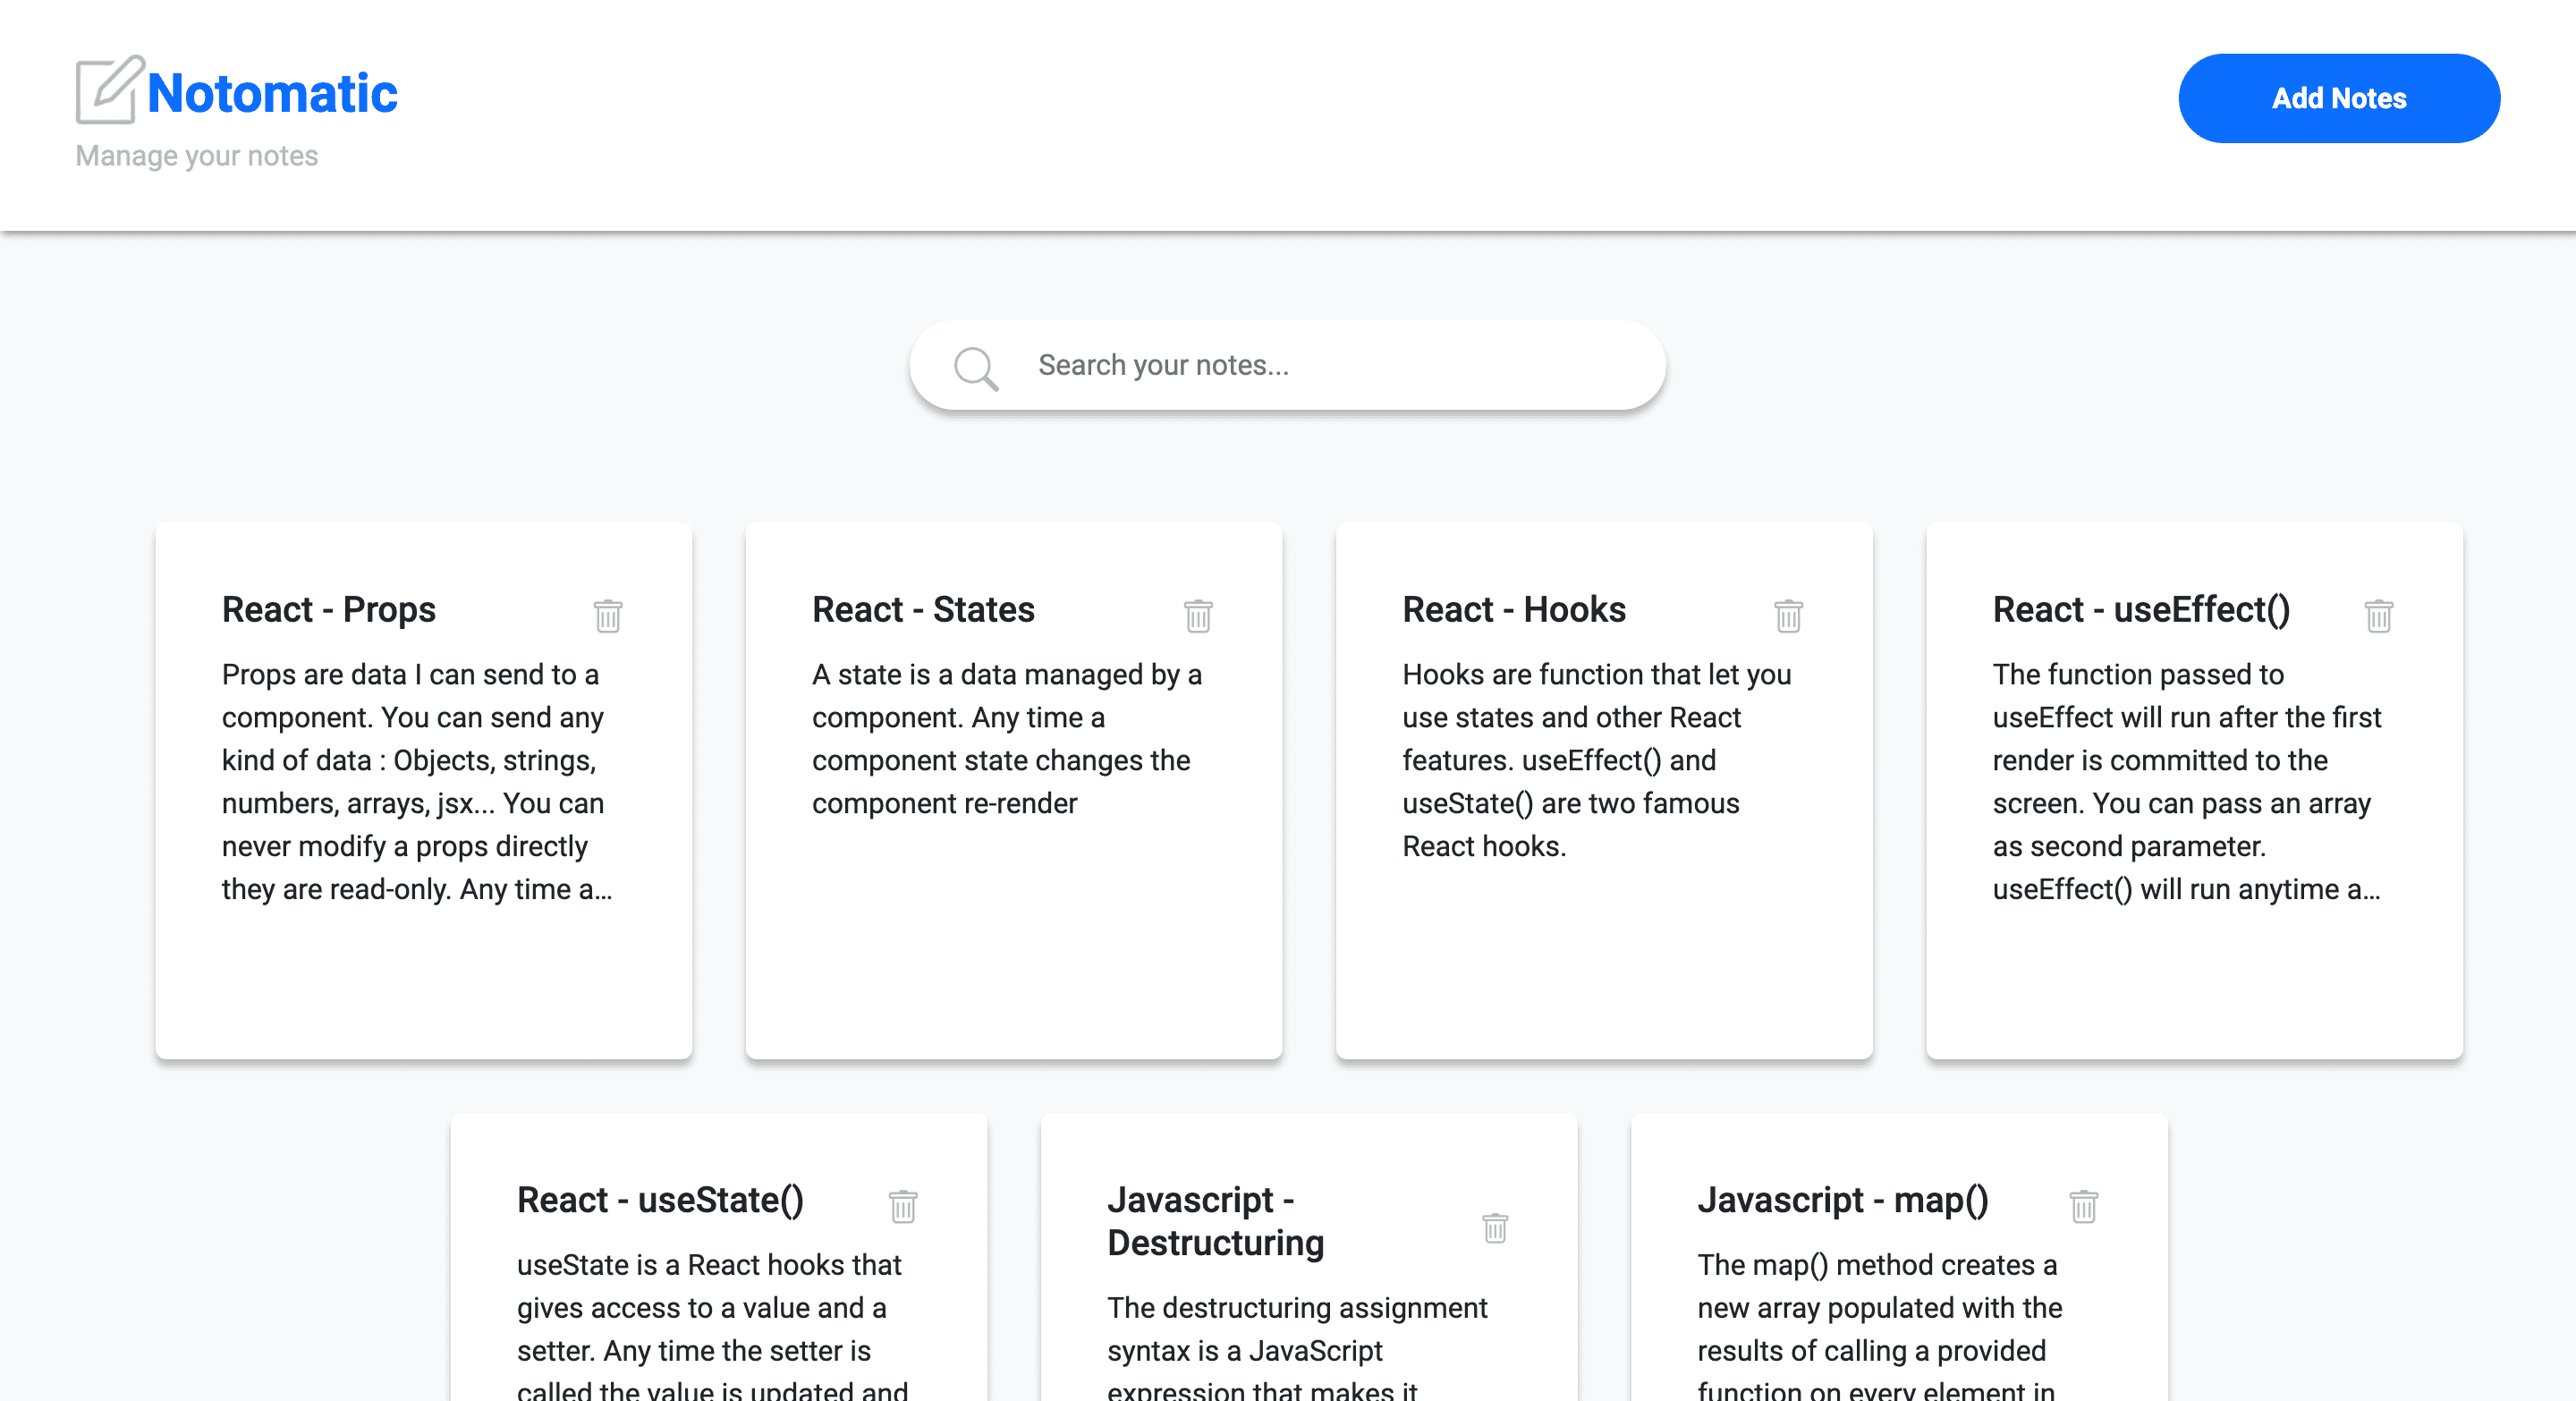 Notomatic
Add Notes
Manage your notes
Search your notes...
React - Props
Props are data I can send to a
component. You can send any
kind of data : Objects, strings,
numbers, arrays, jsx... You can
never modify a props directly
they are read-only. Any time a...
React - States
A state is a data managed by a
component. Any time a
component state changes the
component re-render
React - Hooks
Hooks are function that let you
use states and other React
features. useEffect() and
useState() are two famous
React hooks.
React - useEffect()
The function passed to
useEffect will run after the first
render is committed to the
screen. You can pass an array
as second parameter.
useEffect() will run anytime a...
React - useState()
useState is a React hooks that
gives access to a value and a
setter. Any time the setter is
called the value is updated and
Javascript -
Destructuring
The destructuring assignment
syntax is a JavaScript
expression that makes it
Javascript - map()
The map() method creates a
new array populated with the
results of calling a provided
function on every element in